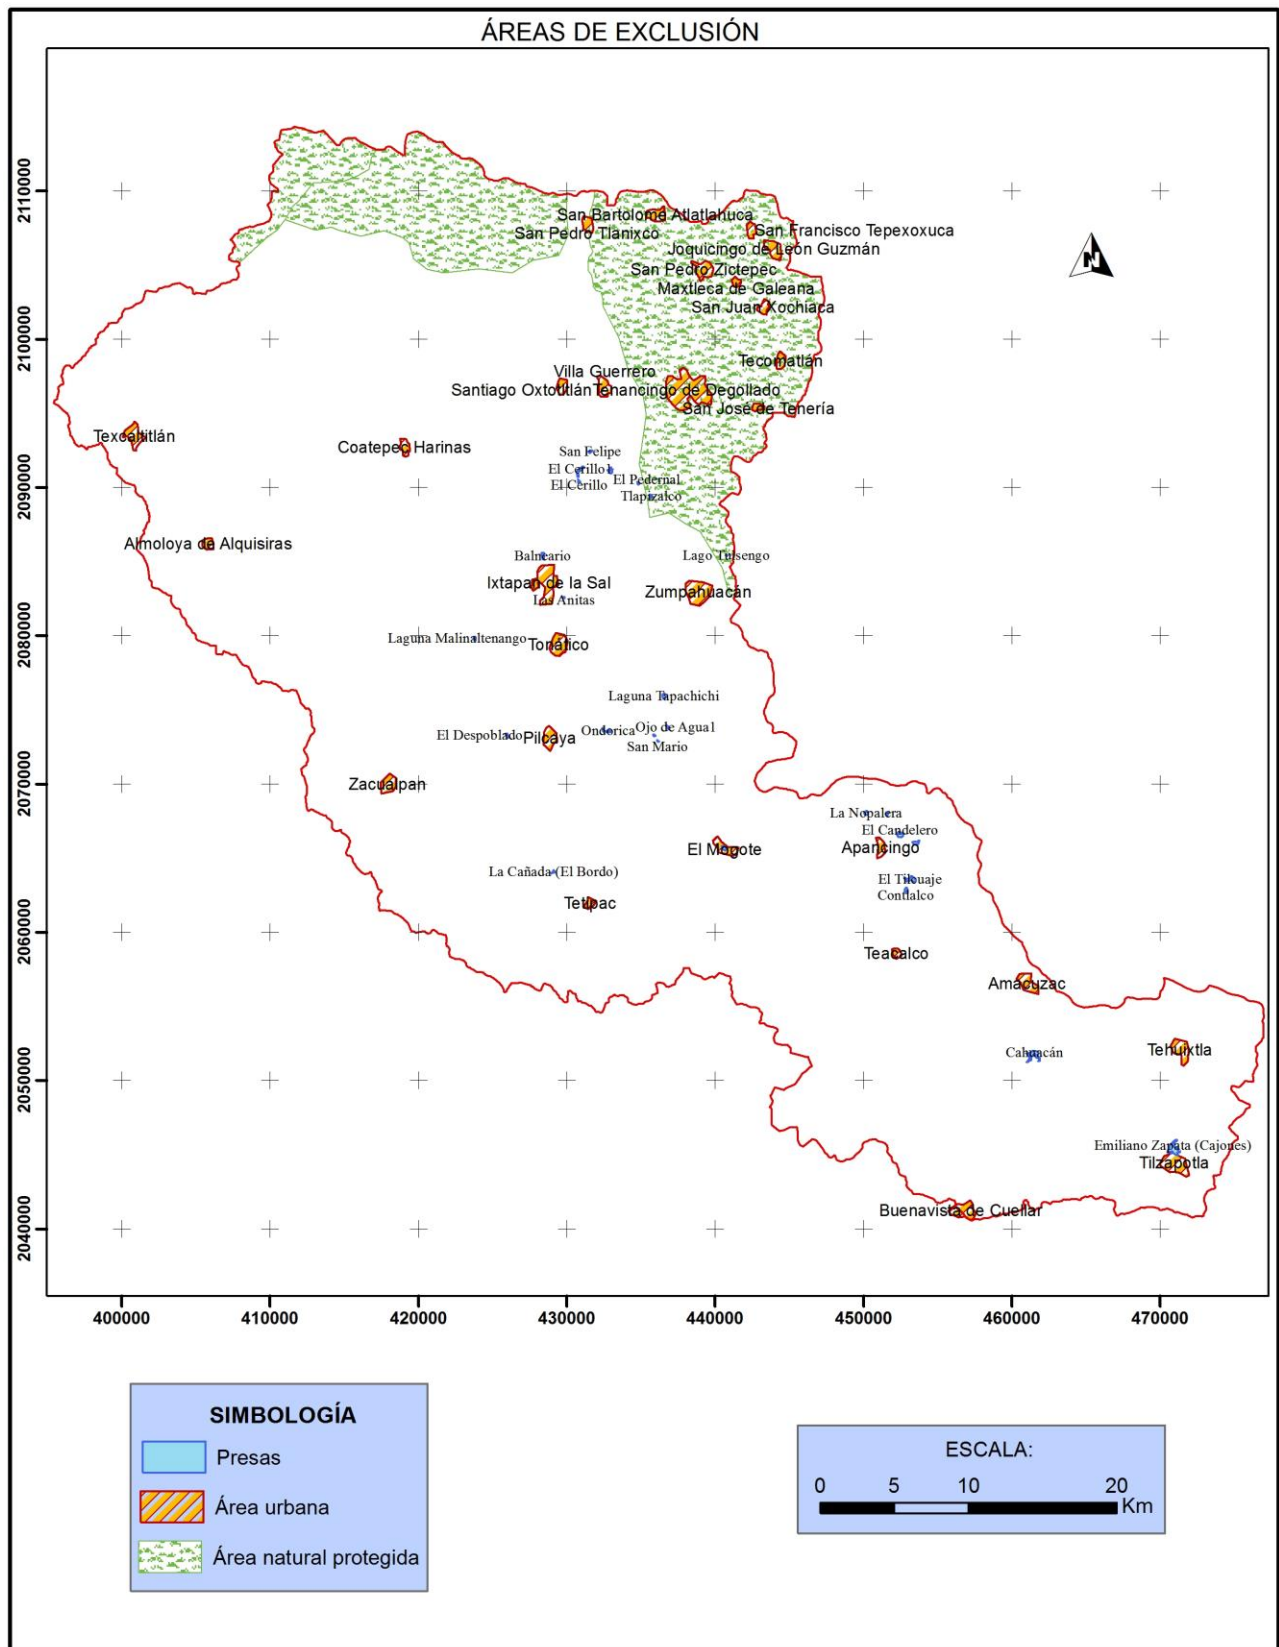 ÁREAS DE EXCLUSIÓN
2110000
2100000
2090000
2080000
2070000
2060000
2050000
2040000
N
San Bartolomé Atlatlahuca
San Pedro Tlanixco
San Francisco Tepexoxuca
Joquicingo de León Guzmán
San Pedro Zictepec
Maxtleca de Galeana
San Juan Xochiaca
Tecomatlán
Villa Guerrero
Santiago Oxtotitlán
Tenancingo de Degollado
San José de Tenería
Texcaltitlán
Coatepec Harinas
San Felipe
El Cerillo1
El Cerillo
El Pedernal
Tlapizalco
Almoloya de Alquisiras
Balneario
Lago Tutsengo
Ixtapan de la Sal
Las Anitas
Zumpahuacán
Laguna Malinaltenango
Tonático
Laguna Tapachichi
El Despoblado
Pilcaya
Ondorica
Ojo de Agua1
San Mario
Zacualpan
La Nopalera
El Candelero
El Mogote
Apancingo
La Cañada (El Bordo)
El Tilcuaje
Contlalco
Tetipac
Teacalco
Amacuzac
Cahuacán
Tehuixtla
Emiliano Zapata (Cajones)
Tilzapotla
Buenavista de Cuellar
400000 410000 420000 430000 440000 450000 460000 470000
SIMBOLOGÍA
Presas
Área urbana
Área natural protegida
ESCALA:
0 5 10 20
Km